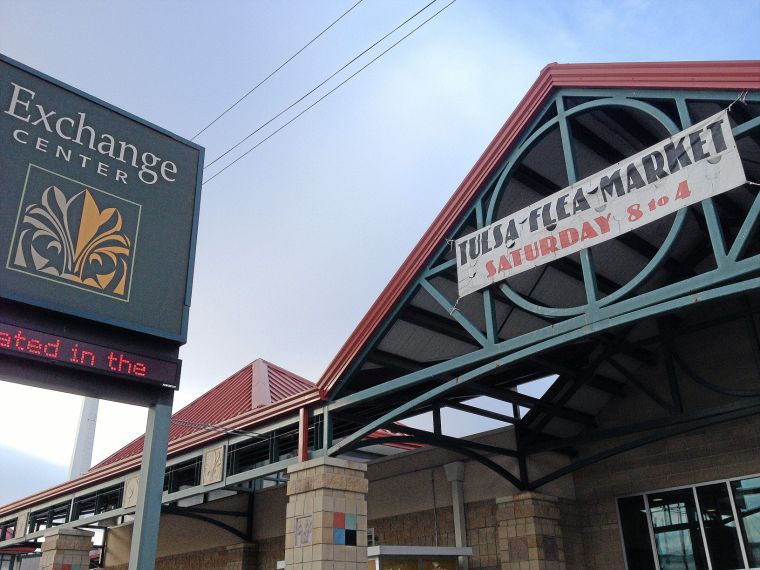 Exchange
CENTER
ated in the
TULSA FLEA MARKET
SATURDAY 8 to 4